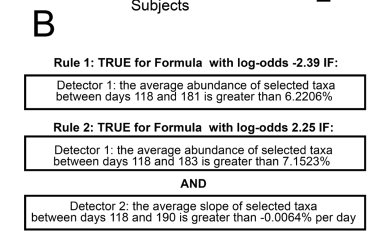 Subjects
B
Rule 1: TRUE for Formula with log-odds -2.39 IF:
Detector 1: the average abundance of selected taxa
between days 118 and 181 is greater than 6.2206%
Rule 2: TRUE for Formula with log-odds 2.25 IF:
Detector 1: the average abundance of selected taxa
between days 118 and 183 is greater than 7.1523%
AND
Detector 2: the average slope of selected taxa
between days 118 and 190 is greater than -0.0064% per day